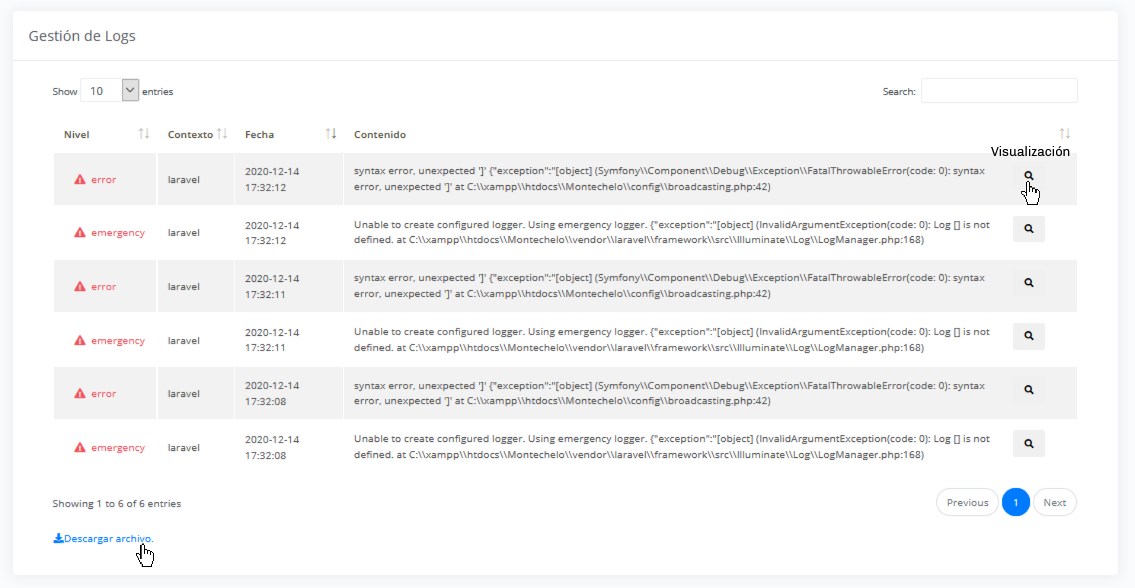 Gestión de Logs
Show 10 entries
Search:
Nivel Contexto Fecha Contenido
Visualización
error laravel 2020-12-14 17:32:12 syntax error, unexpected ']' {"exception":"[object] (Symfony\\Component\\Debug\\Exception\\FatalThrowableError(code: 0): syntax
error, unexpected ']' at C:\\xampp\\htdocs\\Montechelo\\config\\broadcasting.php:42)
emergency laravel 2020-12-14 17:32:12 Unable to create configured logger. Using emergency logger. {"exception":"[object] (InvalidArgumentException(code: 0): Log [] is not
defined. at C:\\xampp\\htdocs\\Montechelo\\vendor\\laravel\\framework\\src\\Illuminate\\Log\\LogManager.php:168)
error laravel 2020-12-14 17:32:11 syntax error, unexpected ']' {"exception":"[object] (Symfony\\Component\\Debug\\Exception\\FatalThrowableError(code: 0): syntax
error, unexpected ']' at C:\\xampp\\htdocs\\Montechelo\\config\\broadcasting.php:42)
emergency laravel 2020-12-14 17:32:11 Unable to create configured logger. Using emergency logger. {"exception":"[object] (InvalidArgumentException(code: 0): Log [] is not
defined. at C:\\xampp\\htdocs\\Montechelo\\vendor\\laravel\\framework\\src\\Illuminate\\Log\\LogManager.php:168)
error laravel 2020-12-14 17:32:08 syntax error, unexpected ']' {"exception":"[object] (Symfony\\Component\\Debug\\Exception\\FatalThrowableError(code: 0): syntax
error, unexpected ']' at C:\\xampp\\htdocs\\Montechelo\\config\\broadcasting.php:42)
emergency laravel 2020-12-14 17:32:08 Unable to create configured logger. Using emergency logger. {"exception":"[object] (InvalidArgumentException(code: 0): Log [] is not
defined. at C:\\xampp\\htdocs\\Montechelo\\vendor\\laravel\\framework\\src\\Illuminate\\Log\\LogManager.php:168)
Showing 1 to 6 of 6 entries
Previous 1 Next
Descargar archivo.